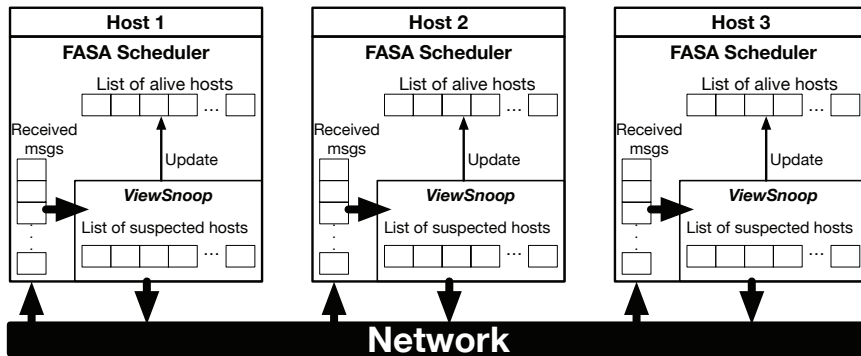 Host 1
FASA Scheduler
List of alive hosts
...
Received
msgs
Update
ViewSnoop
List of suspected hosts
...
Host 2
FASA Scheduler
List of alive hosts
...
Received
msgs
Update
ViewSnoop
List of suspected hosts
...
Host 3
FASA Scheduler
List of alive hosts
...
Received
msgs
Update
ViewSnoop
List of suspected hosts
...
Network